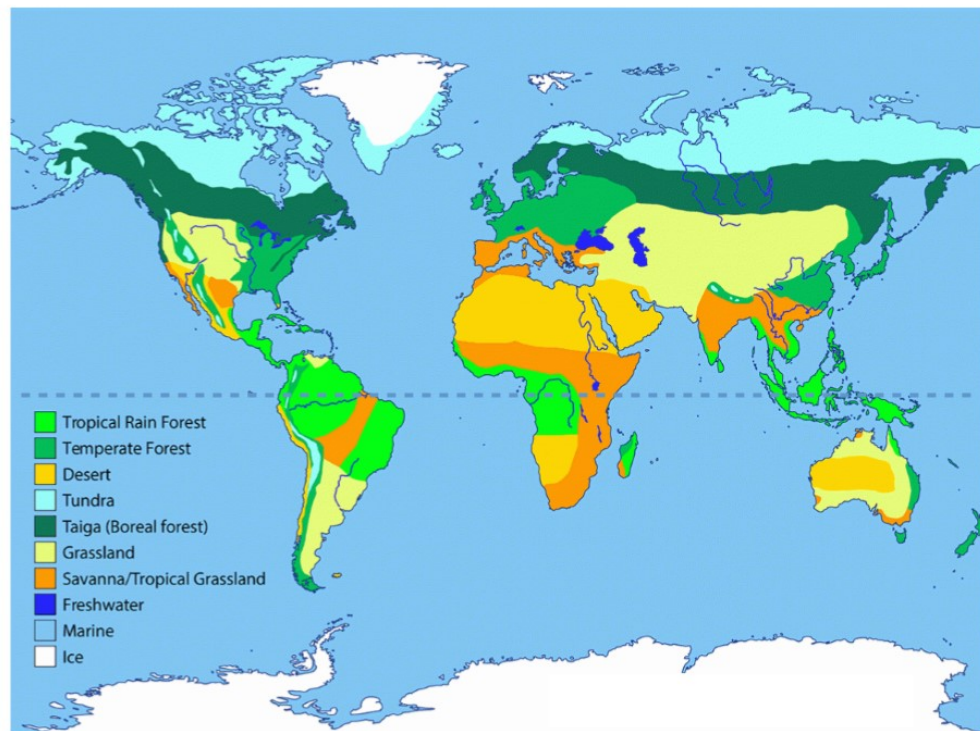 Tropical Rain Forest
Temperate Forest
Desert
Tundra
Taiga (Boreal forest)
Grassland
Savanna/Tropical Grassland
Freshwater
Marine
Ice